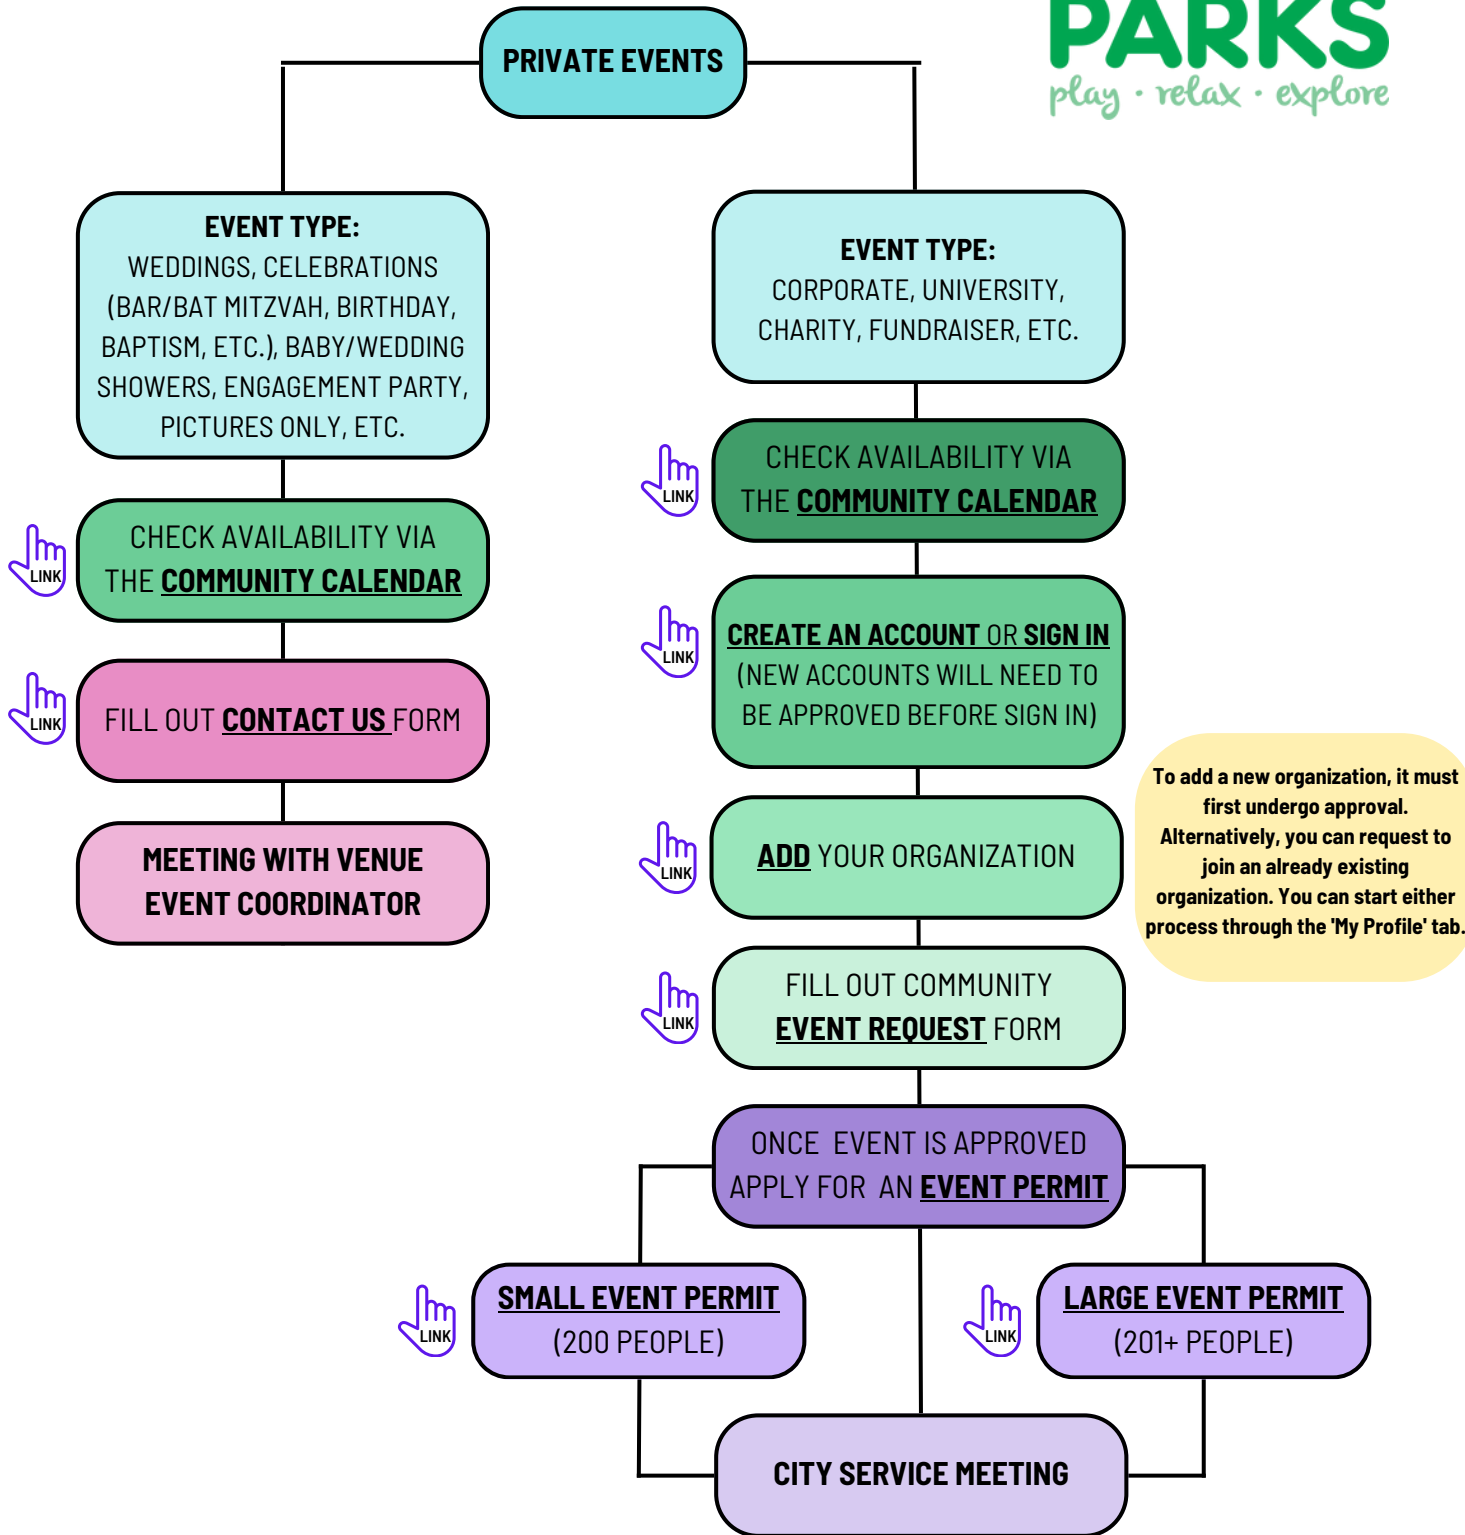 PARKS
play · relax · explore
PRIVATE EVENTS
EVENT TYPE:
WEDDINGS, CELEBRATIONS
(BAR/BAT MITZVAH, BIRTHDAY,
BAPTISM, ETC.), BABY/WEDDING
SHOWERS, ENGAGEMENT PARTY,
PICTURES ONLY, ETC.
LINK
CHECK AVAILABILITY VIA
THE COMMUNITY CALENDAR
LINK
FILL OUT CONTACT US FORM
MEETING WITH VENUE
EVENT COORDINATOR
EVENT TYPE:
CORPORATE, UNIVERSITY,
CHARITY, FUNDRAISER, ETC.
LINK
CHECK AVAILABILITY VIA
THE COMMUNITY CALENDAR
LINK
CREATE AN ACCOUNT OR SIGN IN
(NEW ACCOUNTS WILL NEED TO
BE APPROVED BEFORE SIGN IN)
LINK
ADD YOUR ORGANIZATION
To add a new organization, it must
first undergo approval.
Alternatively, you can request to
join an already existing
organization. You can start either
process through the 'My Profile' tab.
LINK
FILL OUT COMMUNITY
EVENT REQUEST FORM
ONCE EVENT IS APPROVED
APPLY FOR AN EVENT PERMIT
LINK
SMALL EVENT PERMIT
(200 PEOPLE)
LINK
LARGE EVENT PERMIT
(201+ PEOPLE)
CITY SERVICE MEETING